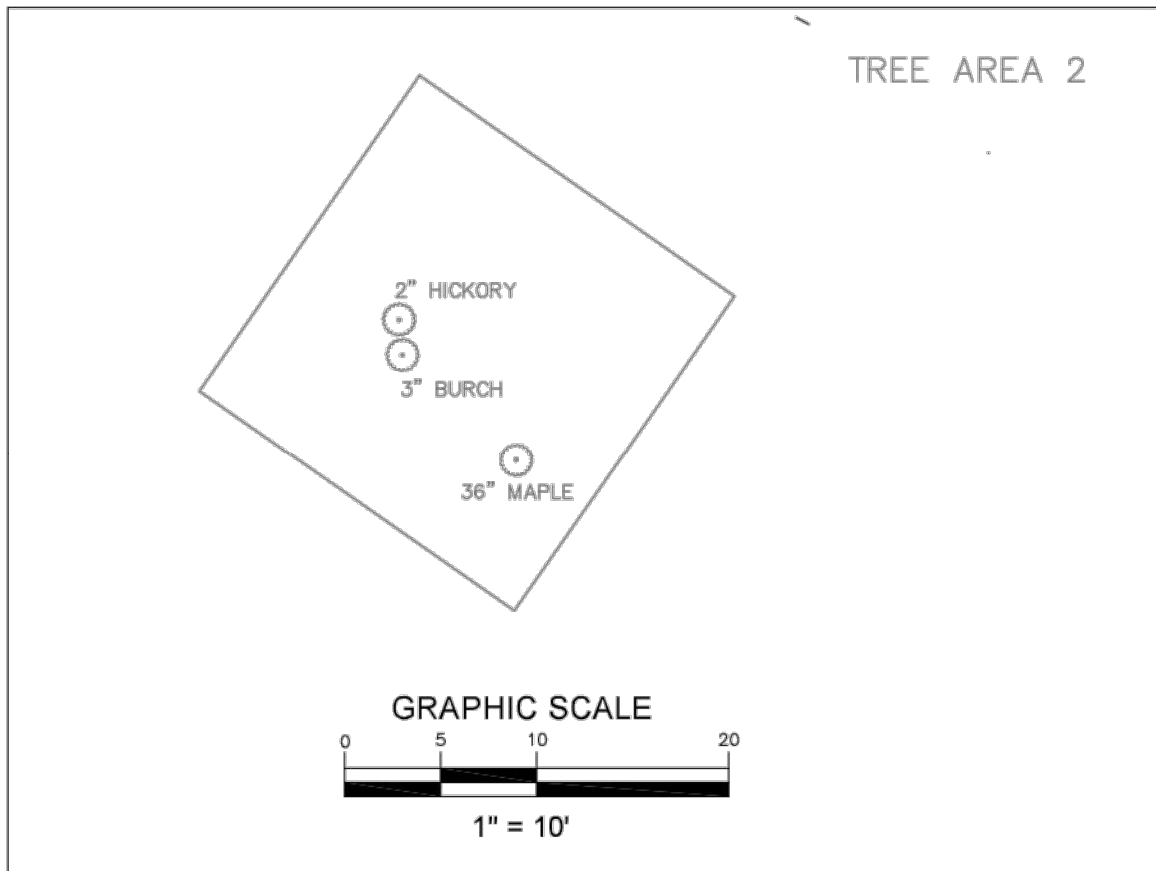 TREE AREA 2
2" HICKORY
3" BURCH
36" MAPLE
GRAPHIC SCALE
0 5 10 20
1" = 10'